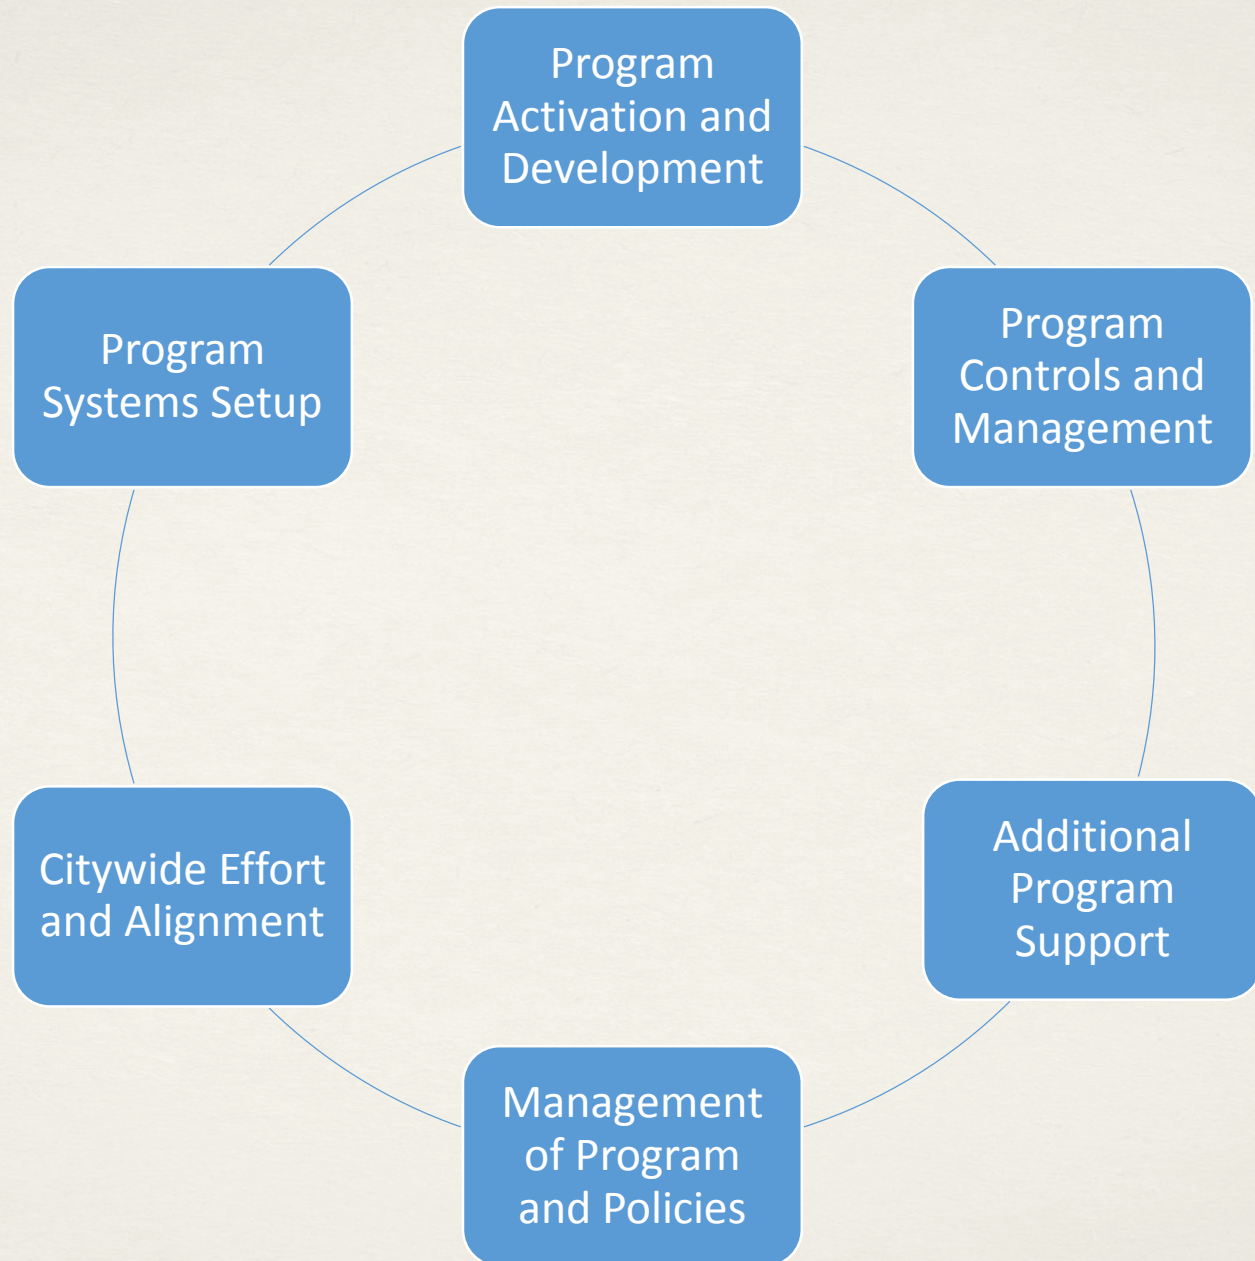 Program
Activation and
Development
Program
Controls and
Management
Additional
Program
Support
Management
of Program
and Policies
Citywide Effort
and Alignment
Program
Systems Setup